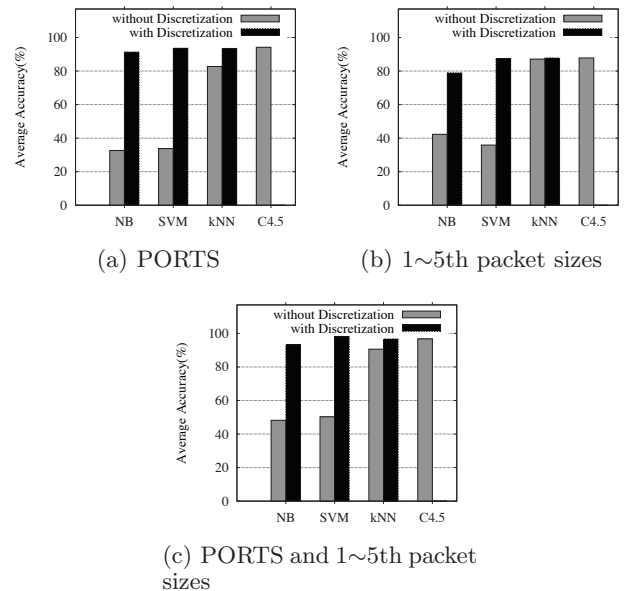 without Discretization
with Discretization
Average Accuracy(%)
100
80
60
40
20
0
NB SVM kNN C4.5
(a) PORTS
without Discretization
with Discretization
Average Accuracy(%)
100
80
60
40
20
0
NB SVM kNN C4.5
(b) 1~5th packet sizes
without Discretization
with Discretization
Average Accuracy(%)
100
80
60
40
20
0
NB SVM kNN C4.5
(c) PORTS and 1~5th packet
sizes